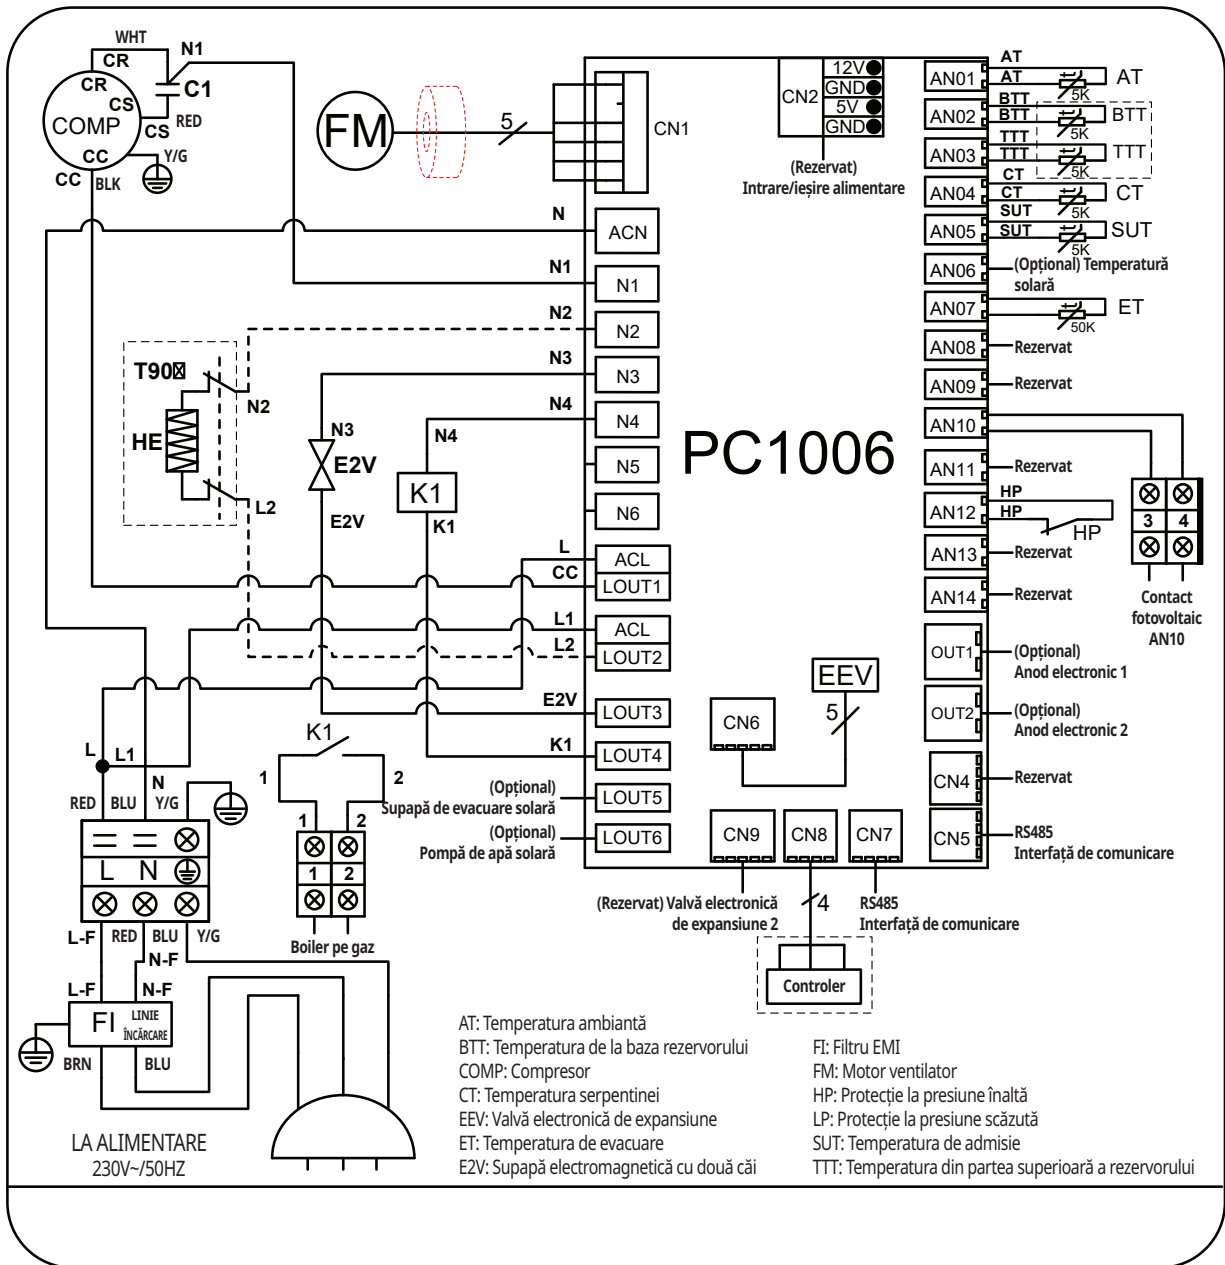 WHT
N1
CR
CR
C1
CS
COMP
CS
RED
CC
Y/G
CC
BLK
FM
5
CN1
CN2
12V
GND
5V
GND
(Rezervat)
Intrare/ieșire alimentare
AN01
AT
AT
AT
5K
AN02
BTT
BTT
BTT
5K
AN03
TTT
TTT
TTT
5K
AN04
CT
CT
CT
5K
AN05
SUT
SUT
SUT
5K
AN06
(Opțional) Temperatură
solară
AN07
ET
50K
AN08
Rezervat
AN09
Rezervat
AN10
AN11
Rezervat
AN12
HP
HP
HP
AN13
Rezervat
AN14
Rezervat
3
4
Contact
fotovoltaic
AN10
OUT1
(Opțional)
Anod electronic 1
OUT2
(Opțional)
Anod electronic 2
CN4
Rezervat
CN5
RS485
Interfață de comunicare
PC1006
N
ACN
N1
N1
N2
N2
N3
N3
N4
N4
N5
N6
L
ACL
CC
LOUT1
L1
ACL
L2
LOUT2
E2V
LOUT3
K1
LOUT4
(Opțional)
Supapă de evacuare solară
LOUT5
(Opțional)
Pompă de apă solară
LOUT6
T90
N2
HE
L2
N3
E2V
E2V
N4
K1
K1
EEV
5
CN6
CN9
CN8
CN7
(Rezervat) Valvă electronică
de expansiune 2
4
RS485
Interfață de comunicare
Controler
K1
1
2
1
2
1
2
Boiler pe gaz
L
L1
N
RED
BLU
Y/G
L
N
L-F
RED
BLU
Y/G
N-F
L-F
N-F
FI
LINIE
ÎNCĂRCARE
BRN
BLU
LA ALIMENTARE
230V~/50HZ
AT: Temperatura ambiantă
BTT: Temperatura de la baza rezervorului
COMP: Compresor
CT: Temperatura serpentinei
EEV: Valvă electronică de expansiune
ET: Temperatura de evacuare
E2V: Supapă electromagnetică cu două căi
FI: Filtru EMI
FM: Motor ventilator
HP: Protecție la presiune înaltă
LP: Protecție la presiune scăzută
SUT: Temperatura de admisie
TTT: Temperatura din partea superioară a rezervorului